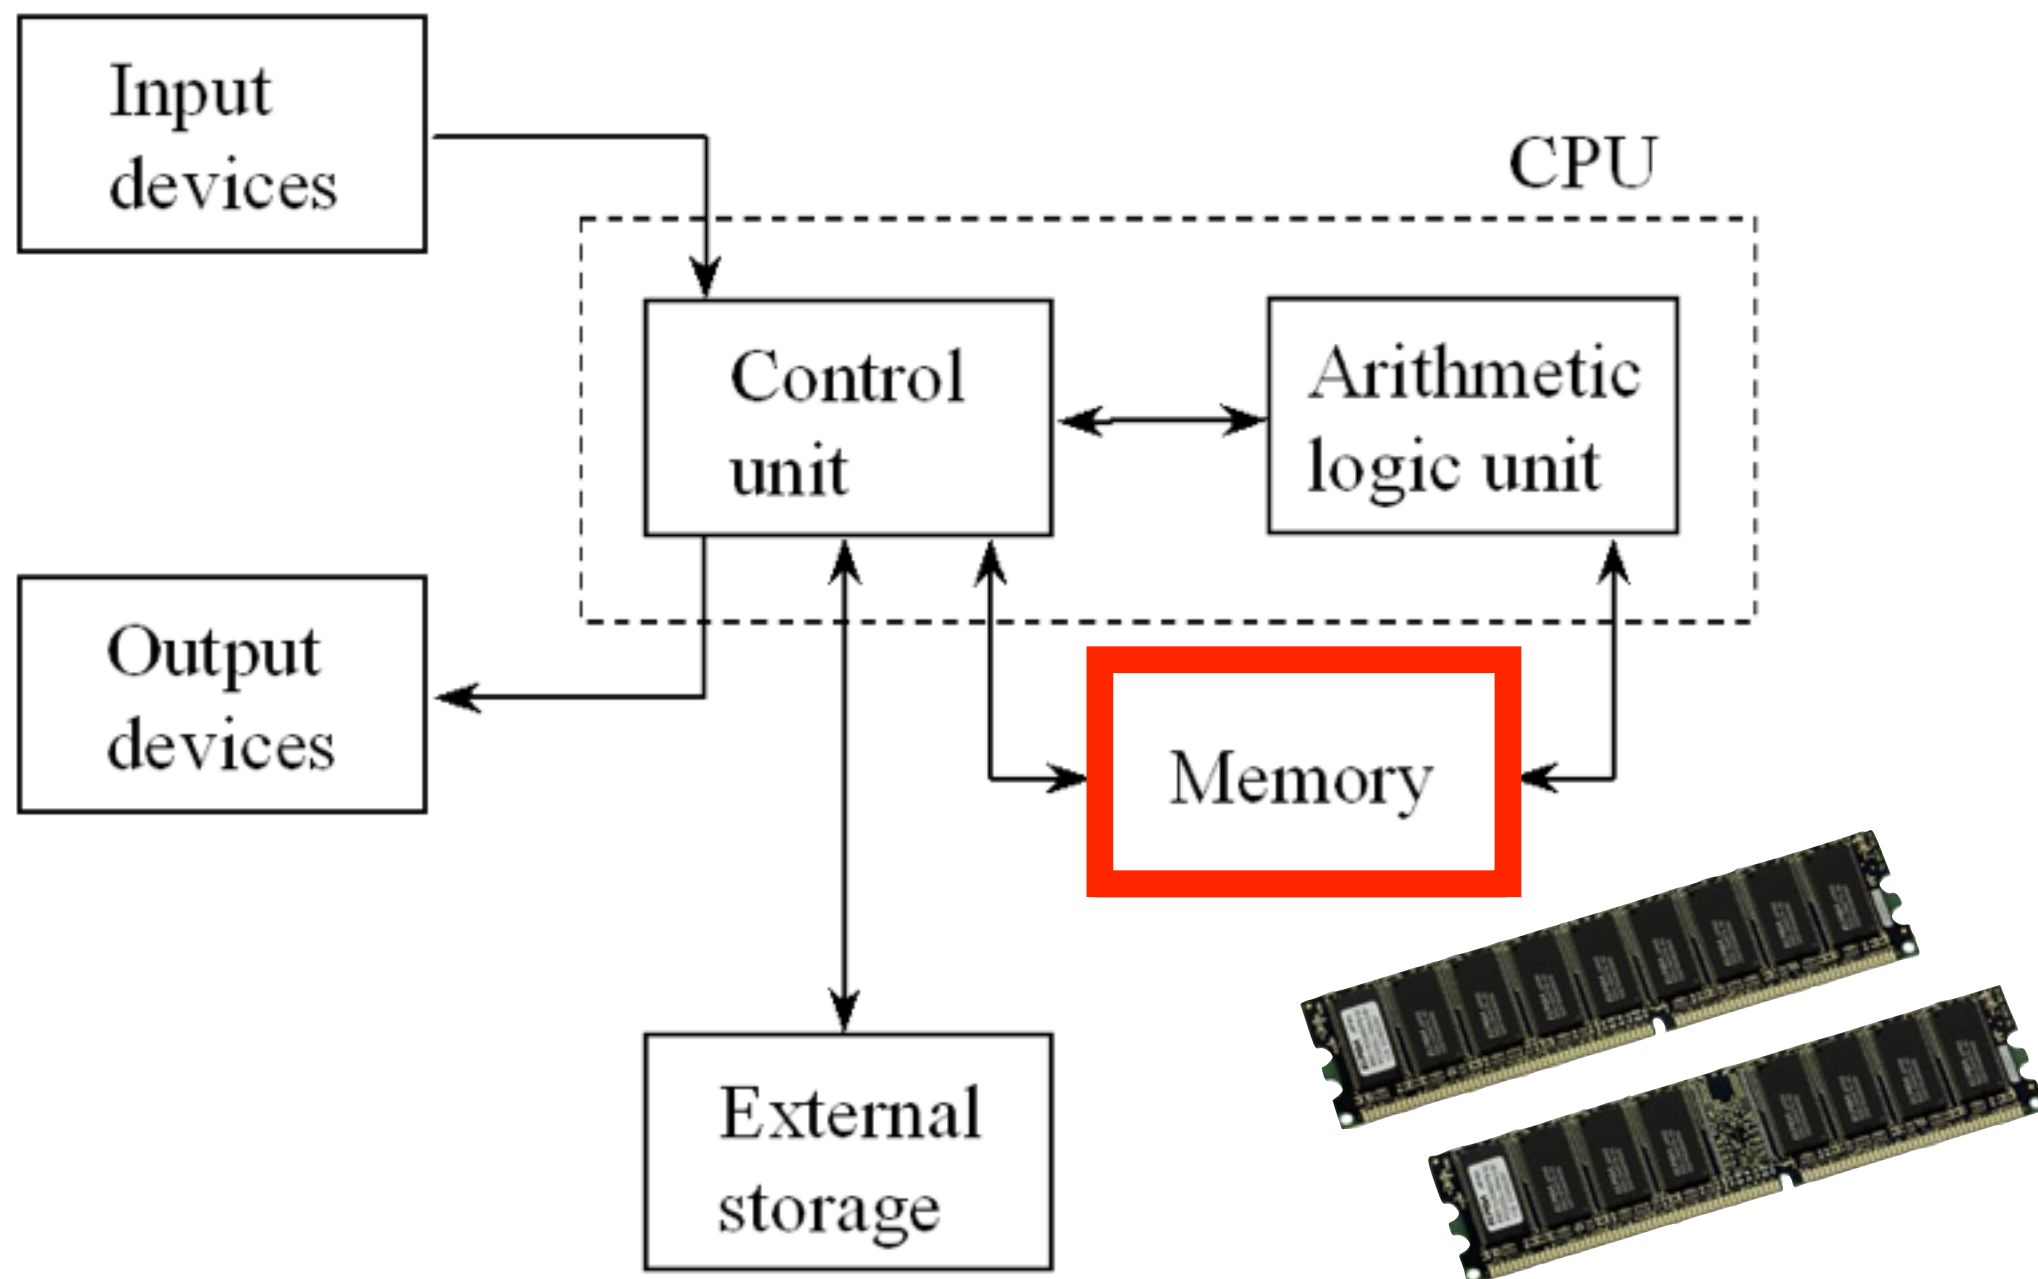 Input
devices
CPU
Control
unit
Arithmetic
logic unit
Output
devices
Memory
External
storage